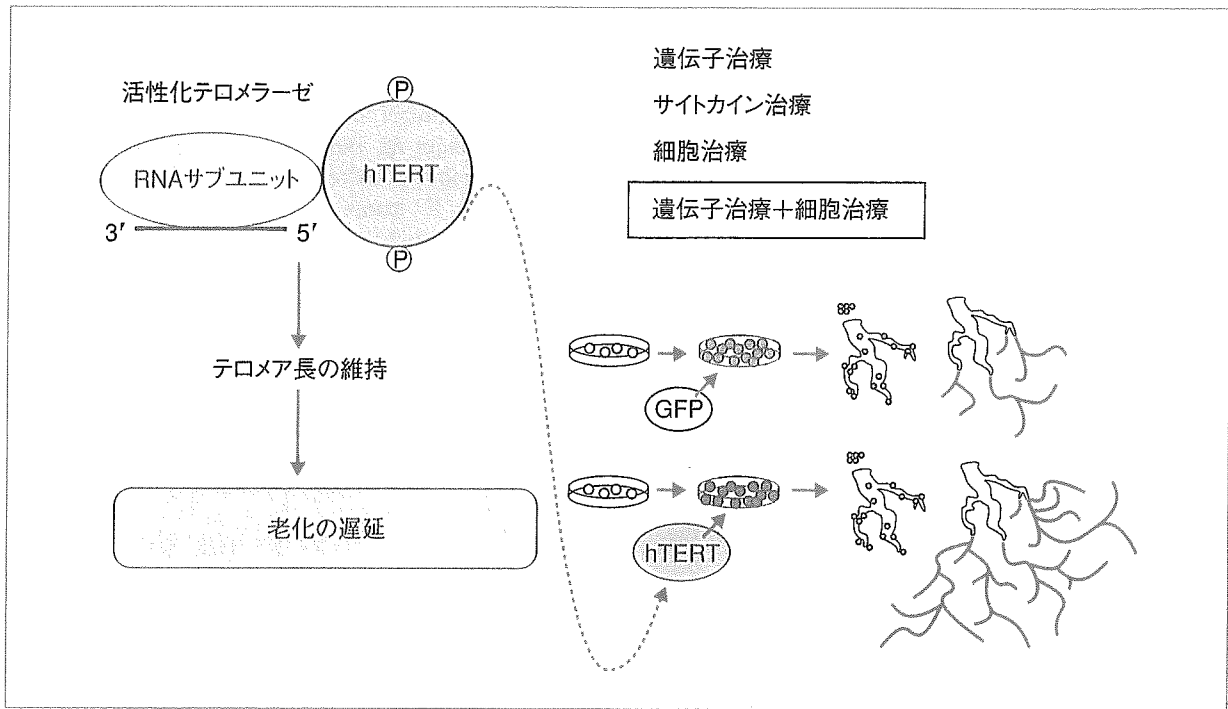 活性化テロメラーゼ
P
RNAサブユニット
hTERT
3′
5′
P
テロメア長の維持
老化の遅延
遺伝子治療
サイトカイン治療
細胞治療
遺伝子治療＋細胞治療
GFP
hTERT